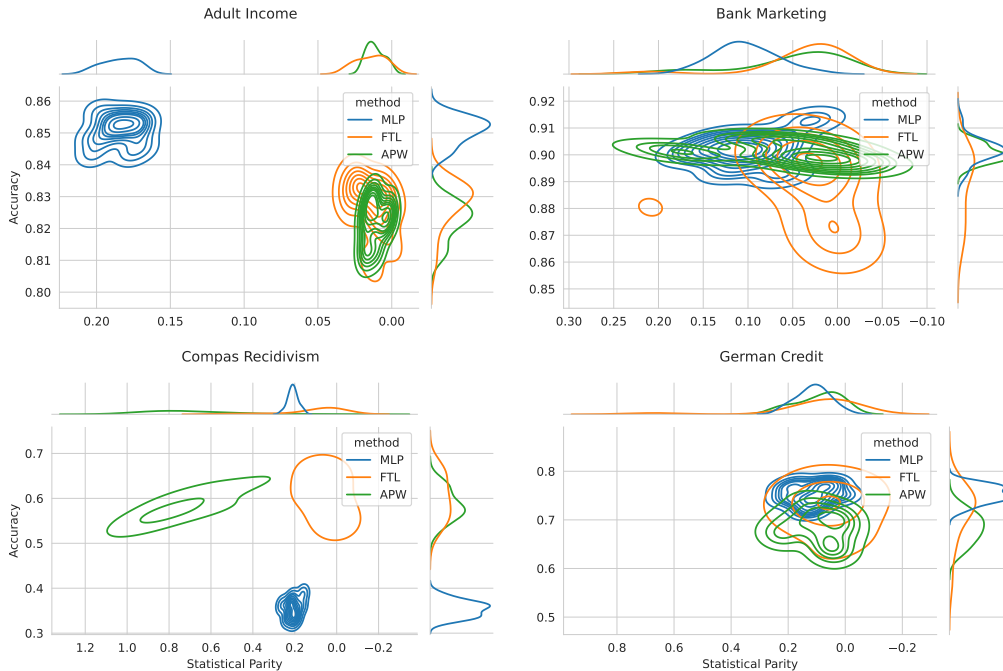 Adult Income
Bank Marketing
method
MLP
FTL
APW
0.86
0.85
0.84
0.83
0.82
0.81
0.80
Accuracy
0.20
0.15
0.10
0.05
0.00
method
MLP
FTL
APW
0.92
0.91
0.90
0.89
0.88
0.87
0.86
0.85
0.30
0.25
0.20
0.15
0.10
0.05
0.00
−0.05
−0.10
Compas Recidivism
German Credit
method
MLP
FTL
APW
0.7
0.6
0.5
0.4
0.3
Accuracy
1.2
1.0
0.8
0.6
0.4
0.2
0.0
−0.2
Statistical Parity
method
MLP
FTL
APW
0.8
0.7
0.6
0.5
0.8
0.6
0.4
0.2
0.0
−0.2
Statistical Parity